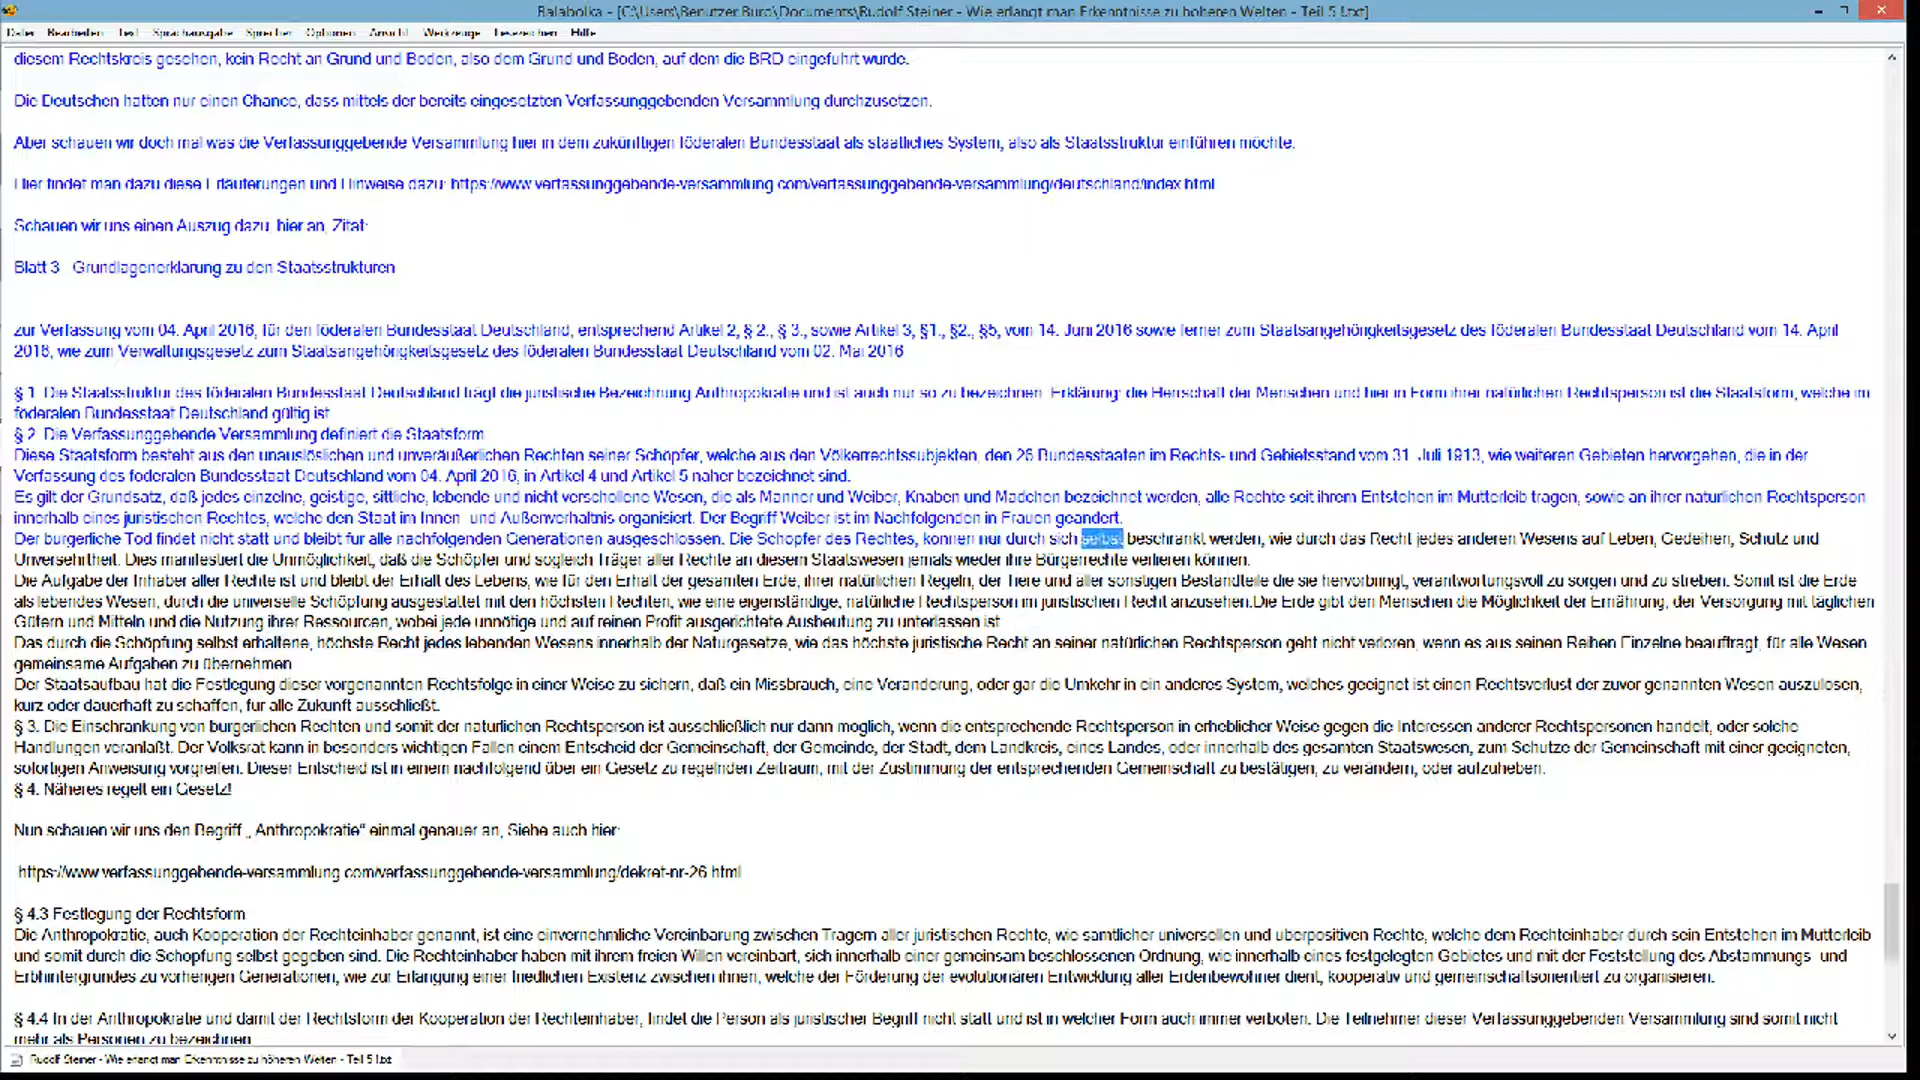 Balabolka - [C:\Users\Benutzer Büro\Documents\Rudolf Steiner - Wie erlangt man Erkenntnisse zu höheren Welten - Teil 5 !.txt]
Datei Bearbeiten Text Sprachausgabe Sprecher Optionen Ansicht Werkzeuge Lesezeichen Hilfe
diesem Rechtskreis gesehen, kein Recht an Grund und Boden, also dem Grund und Boden, auf dem die BRD eingeführt wurde.
Die Deutschen hatten nur einen Chance, dass mittels der bereits eingesetzten Verfassunggebenden Versammlung durchzusetzen.
Aber schauen wir doch mal was die Verfassunggebende Versammlung hier in dem zukünftigen föderalen Bundesstaat als staatliches System, also als Staatsstruktur einführen möchte.
Hier findet man dazu diese Erläuterungen und Hinweise dazu: https://www.verfassunggebende-versammlung.com/verfassunggebende-versammlung/deutschland/index.html
Schauen wir uns einen Auszug dazu, hier an, Zitat:
Blatt 3 Grundlagenerklärung zu den Staatsstrukturen
zur Verfassung vom 04. April 2016, für den föderalen Bundesstaat Deutschland, entsprechend Artikel 2, § 2., § 3., sowie Artikel 3, §1., §2., §5, vom 14. Juni 2016 sowie ferner zum Staatsangehörigkeitsgesetz des föderalen Bundesstaat Deutschland vom 14. April
2016, wie zum Verwaltungsgesetz zum Staatsangehörigkeitsgesetz des föderalen Bundesstaat Deutschland vom 02. Mai 2016
§ 1. Die Staatsstruktur des föderalen Bundesstaat Deutschland trägt die juristische Bezeichnung Anthropokratie und ist auch nur so zu bezeichnen. Erklärung: die Herrschaft der Menschen und hier in Form ihrer natürlichen Rechtsperson ist die Staatsform, welche im
föderalen Bundesstaat Deutschland gültig ist
§ 2. Die Verfassunggebende Versammlung definiert die Staatsform
Diese Staatsform besteht aus den unauslöslichen und unveräußerlichen Rechten seiner Schöpfer, welche aus den Völkerrechtssubjekten, den 26 Bundesstaaten im Rechts- und Gebietsstand vom 31. Juli 1913, wie weiteren Gebieten hervorgehen, die in der
Verfassung des föderalen Bundesstaat Deutschland vom 04. April 2016, in Artikel 4 und Artikel 5 näher bezeichnet sind.
Es gilt der Grundsatz, daß jedes einzelne, geistige, sittliche, lebende und nicht verschollene Wesen, die als Männer und Weiber, Knaben und Mädchen bezeichnet werden, alle Rechte seit ihrem Entstehen im Mutterleib tragen, sowie an ihrer natürlichen Rechtsperson
innerhalb eines juristischen Rechtes, welche den Staat im Innen- und Außenverhältnis organisiert. Der Begriff Weiber ist im Nachfolgenden in Frauen geändert.
Der bürgerliche Tod findet nicht statt und bleibt für alle nachfolgenden Generationen ausgeschlossen. Die Schöpfer des Rechtes, können nur durch sich selbst beschränkt werden, wie durch das Recht jedes anderen Wesens auf Leben, Gedeihen, Schutz und
Unversehrtheit. Dies manifestiert die Unmöglichkeit, daß die Schöpfer und sogleich Träger aller Rechte an diesem Staatswesen jemals wieder ihre Bürgerrechte verlieren können.
Die Aufgabe der Inhaber aller Rechte ist und bleibt der Erhalt des Lebens, wie für den Erhalt der gesamten Erde, ihrer natürlichen Regeln, der Tiere und aller sonstigen Bestandteile die sie hervorbringt, verantwortungsvoll zu sorgen und zu streben. Somit ist die Erde
als lebendes Wesen, durch die universelle Schöpfung ausgestattet mit den höchsten Rechten, wie eine eigenständige, natürliche Rechtsperson im juristischen Recht anzusehen.Die Erde gibt den Menschen die Möglichkeit der Ernährung, der Versorgung mit täglichen
Gütern und Mitteln und die Nutzung ihrer Ressourcen, wobei jede unnötige und auf reinen Profit ausgerichtete Ausbeutung zu unterlassen ist
Das durch die Schöpfung selbst erhaltene, höchste Recht jedes lebenden Wesens innerhalb der Naturgesetze, wie das höchste juristische Recht an seiner natürlichen Rechtsperson geht nicht verloren, wenn es aus seinen Reihen Einzelne beauftragt, für alle Wesen
gemeinsame Aufgaben zu übernehmen
Der Staatsaufbau hat die Festlegung dieser vorgenannten Rechtsfolge in einer Weise zu sichern, daß ein Missbrauch, eine Veränderung, oder gar die Umkehr in ein anderes System, welches geeignet ist einen Rechtsverlust der zuvor genannten Wesen auszulösen,
kurz oder dauerhaft zu schaffen, für alle Zukunft ausschließt.
§ 3. Die Einschränkung von bürgerlichen Rechten und somit der natürlichen Rechtsperson ist ausschließlich nur dann möglich, wenn die entsprechende Rechtsperson in erheblicher Weise gegen die Interessen anderer Rechtspersonen handelt, oder solche
Handlungen veranlaßt. Der Volksrat kann in besonders wichtigen Fällen einem Entscheid der Gemeinschaft, der Gemeinde, der Stadt, dem Landkreis, eines Landes, oder innerhalb des gesamten Staatswesen, zum Schutze der Gemeinschaft mit einer geeigneten,
sofortigen Anweisung vorgreifen. Dieser Entscheid ist in einem nachfolgend über ein Gesetz zu regelnden Zeitraum, mit der Zustimmung der entsprechenden Gemeinschaft zu bestätigen, zu verändern, oder aufzuheben.
§ 4. Näheres regelt ein Gesetz!
Nun schauen wir uns den Begriff „ Anthropokratie“ einmal genauer an, Siehe auch hier:
https://www.verfassunggebende-versammlung.com/verfassunggebende-versammlung/dekret-nr-26.html
§ 4.3 Festlegung der Rechtsform
Die Anthropokratie, auch Kooperation der Rechteinhaber genannt, ist eine einvernehmliche Vereinbarung zwischen Trägern aller juristischen Rechte, wie sämtlicher universellen und überpositiven Rechte, welche dem Rechteinhaber durch sein Entstehen im Mutterleib
und somit durch die Schöpfung selbst gegeben sind. Die Rechteinhaber haben mit ihrem freien Willen vereinbart, sich innerhalb einer gemeinsam beschlossenen Ordnung, wie innerhalb eines festgelegten Gebietes und mit der Feststellung des Abstammungs- und
Erbhintergrundes zu vorherigen Generationen, wie zur Erlangung einer friedlichen Existenz zwischen ihnen, welche der Förderung der evolutionären Entwicklung aller Erdenbewohner dient, kooperativ und gemeinschaftsorientiert zu organisieren.
§ 4.4 In der Anthropokratie und damit der Rechtsform der Kooperation der Rechteinhaber, findet die Person als juristischer Begriff nicht statt und ist in welcher Form auch immer verboten. Die Teilnehmer dieser Verfassunggebenden Versammlung sind somit nicht
mehr als Personen zu bezeichnen
Rudolf Steiner - Wie erlangt man Erkenntnisse zu höheren Welten - Teil 5 !.txt